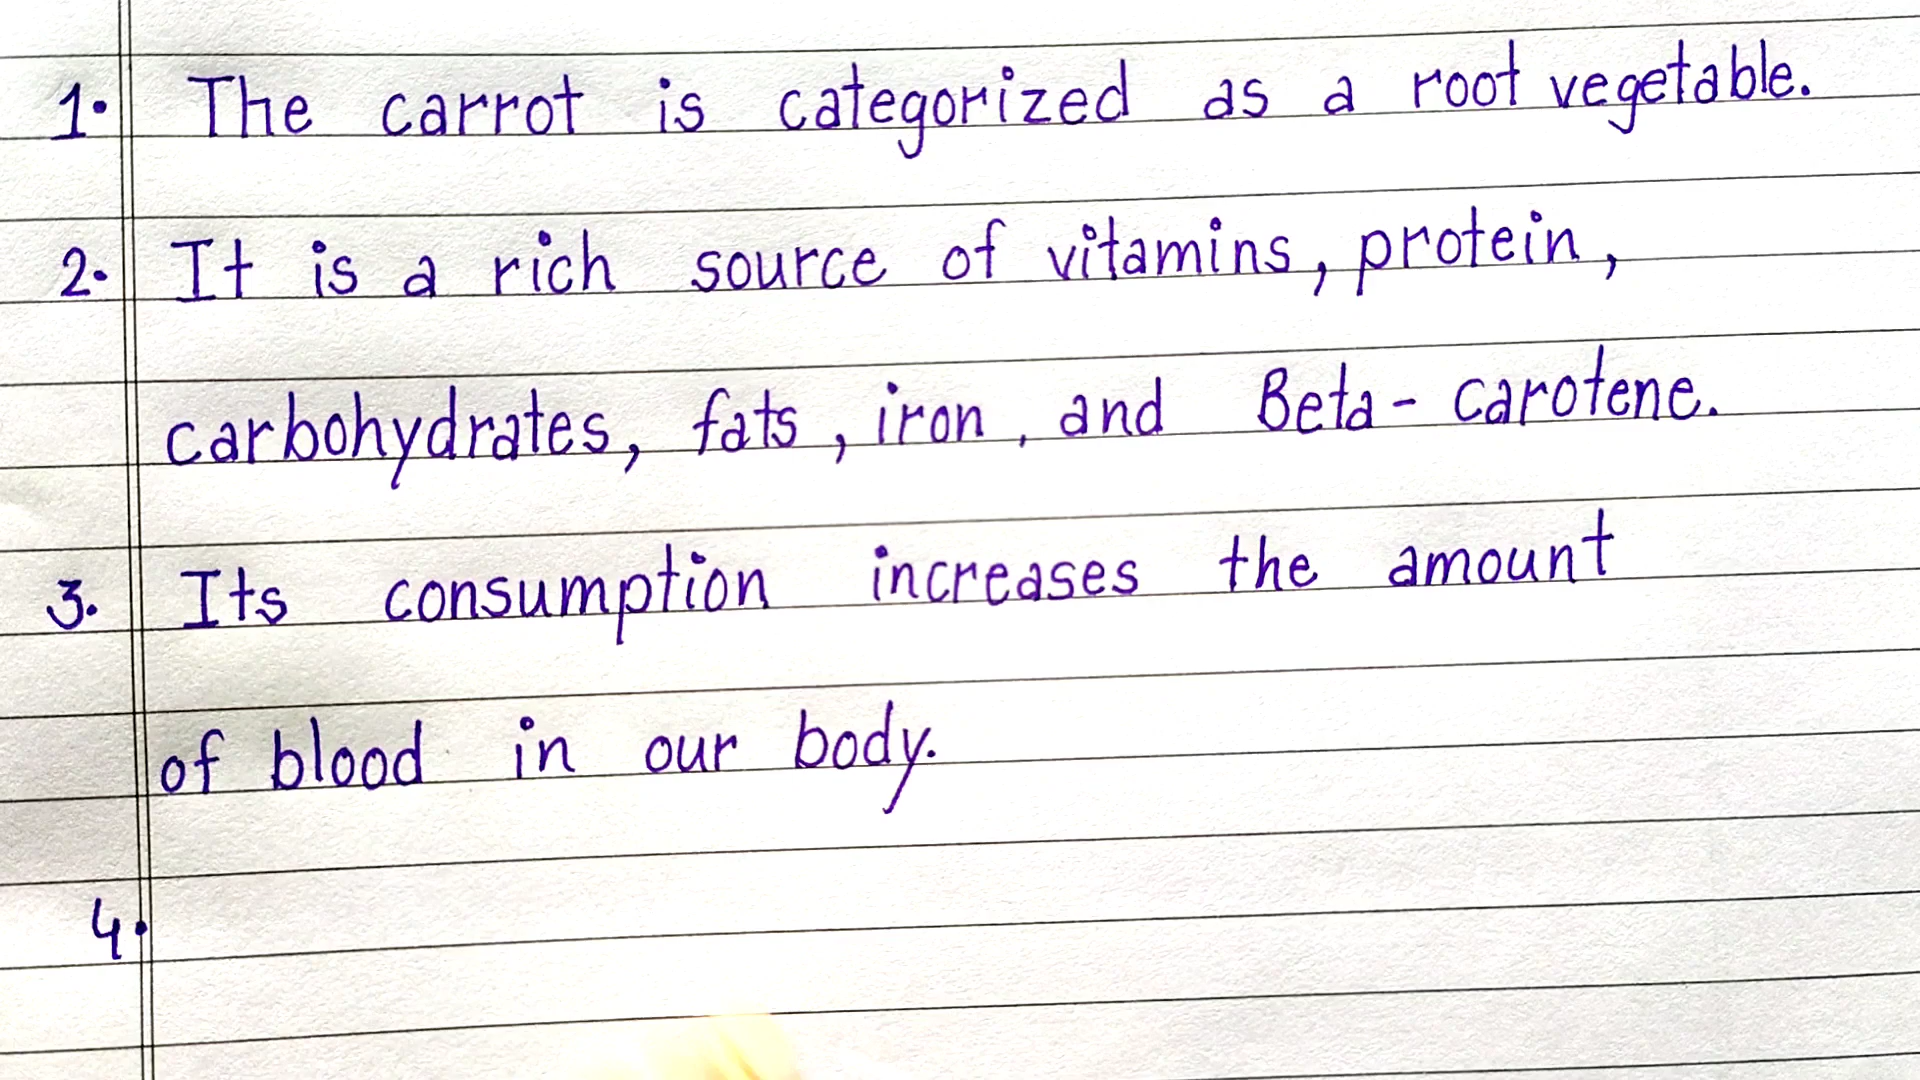 1. The carrot is categorized as a root vegetable.
2. It is a rich source of vitamins, protein,
carbohydrates, fats, iron, and Beta-carotene.
3. Its consumption increases the amount
of blood in our body.
4.